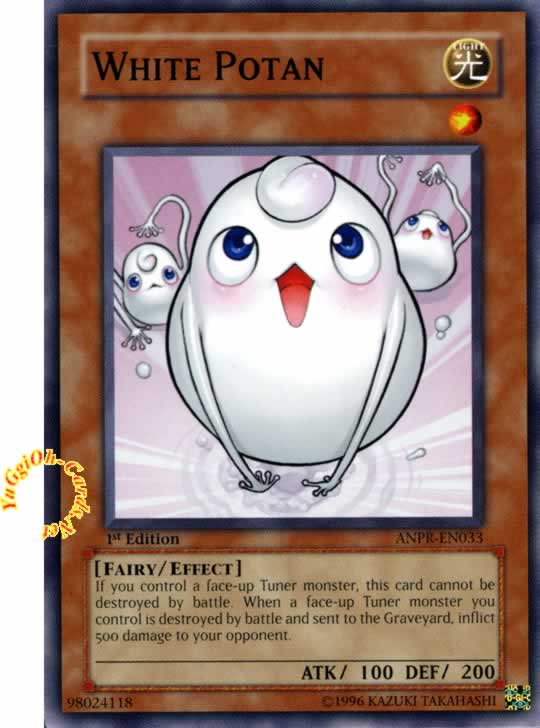 White Potan
LIGHT
光
YuGgiOh-Cards.Net
1st Edition
ANPR-EN033
[Fairy/Effect]
If you control a face-up Tuner monster, this card cannot be
destroyed by battle. When a face-up Tuner monster you
control is destroyed by battle and sent to the Graveyard, inflict
500 damage to your opponent.
ATK/ 100 DEF/ 200
98024118
©1996 KAZUKI TAKAHASHI